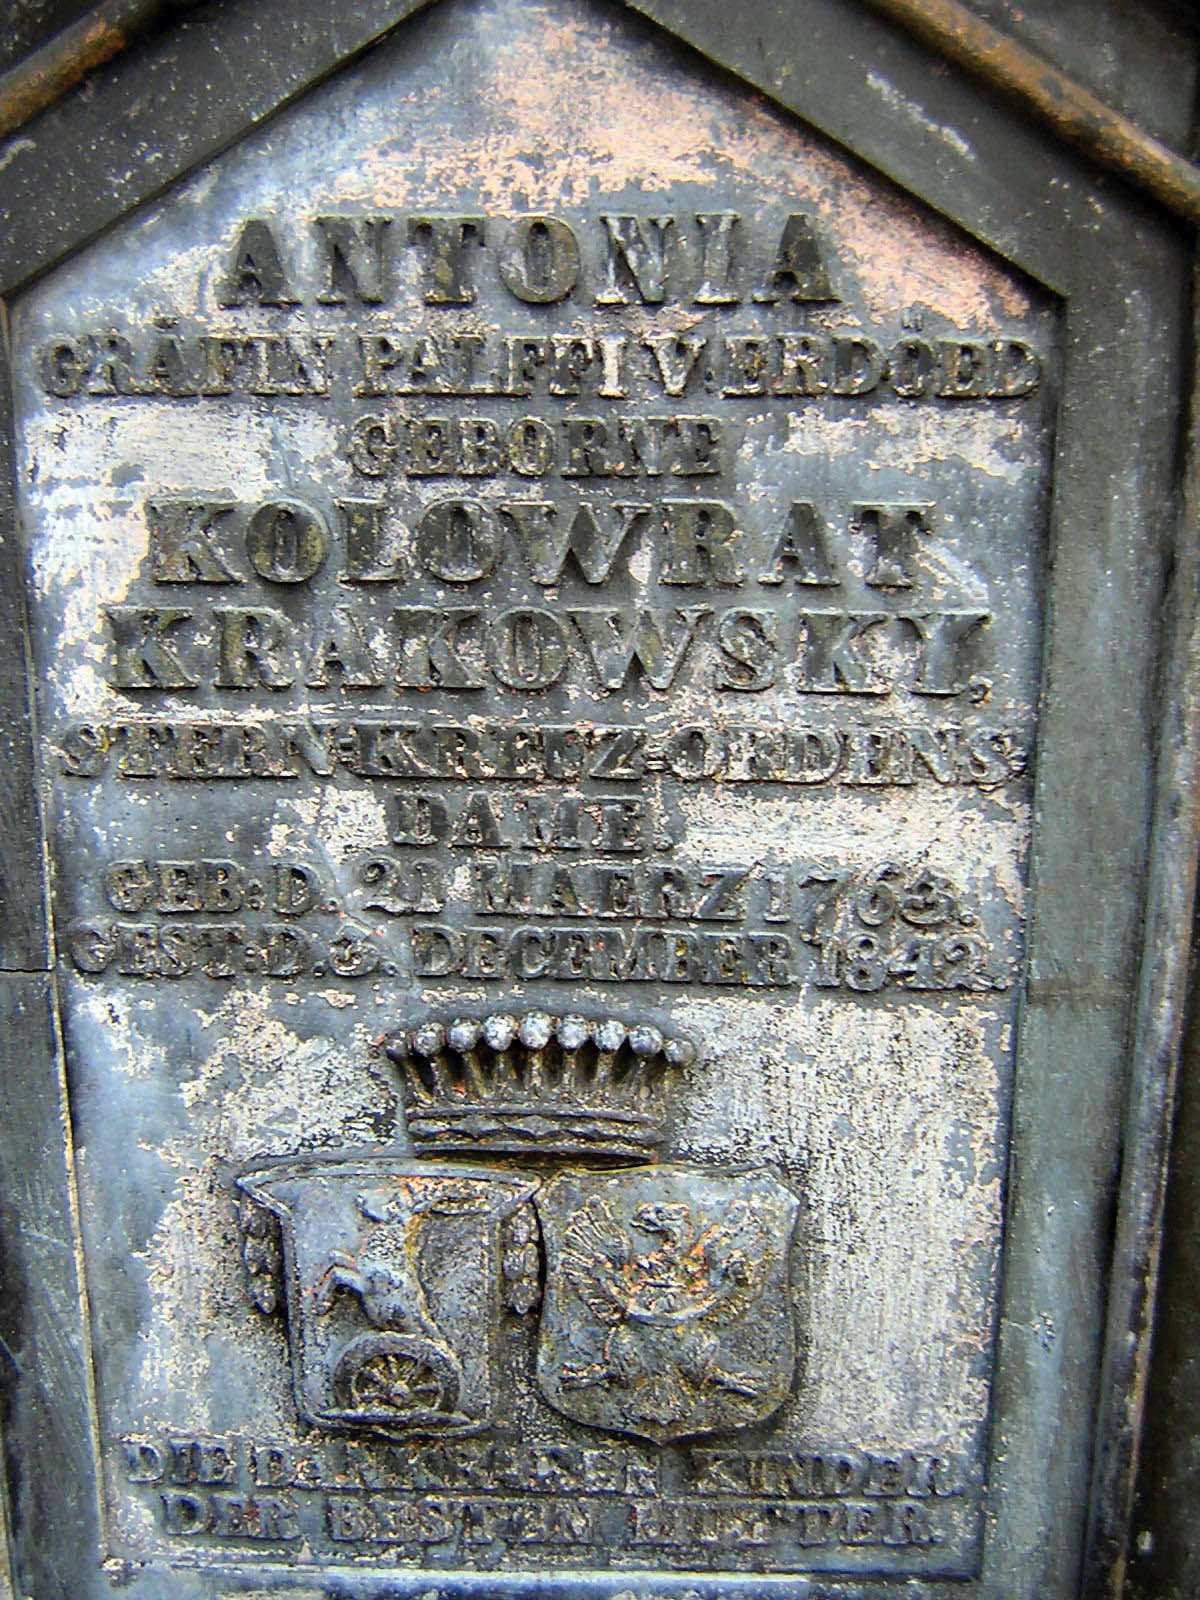 ANTONIA
GRÄFIN PALFFI V. ERDÖED
GEBORNE
KOLOWRAT
KRAKOWSKY,
STERN-KREUZ-ORDENS-
DAME.
GEB: D. 21 MAERZ 1763.
GEST: D. 3. DECEMBER 1842.
DIE DANKBAREN KINDER
DER BESTEN MUTTER.